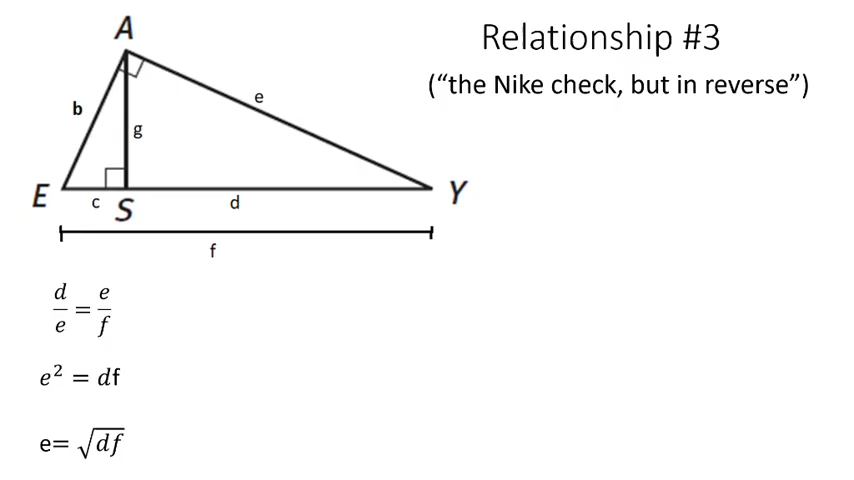 A
Relationship #3
("the Nike check, but in reverse")
b
e
g
E
c
S
d
Y
f
d/e = e/f
e² = df
e= √df